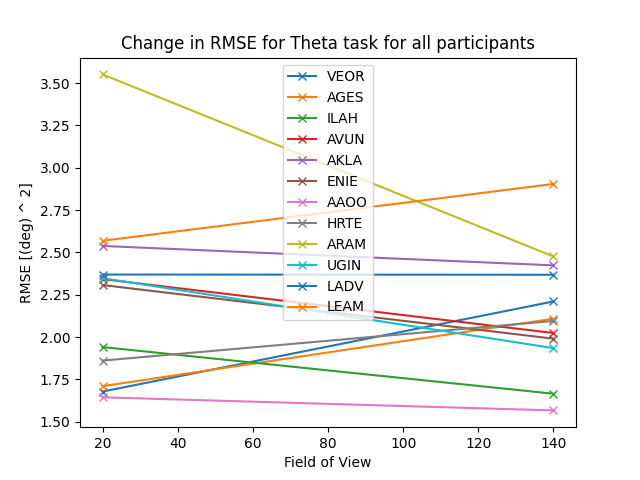 Change in RMSE for Theta task for all participants
RMSE [(deg) ^ 2]
3.50
3.25
3.00
2.75
2.50
2.25
2.00
1.75
1.50
VEOR
AGES
ILAH
AVUN
AKLA
ENIE
AAOO
HRTE
ARAM
UGIN
LADV
LEAM
20 40 60 80 100 120 140
Field of View